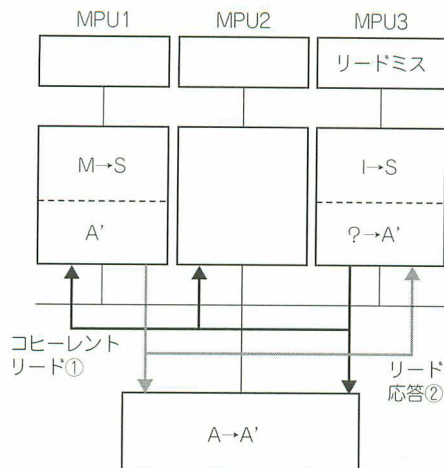 MPU1
MPU2
MPU3
リードミス
M→S
I→S
A'
?→A'
コヒーレント
リード①
リード
応答②
A→A'